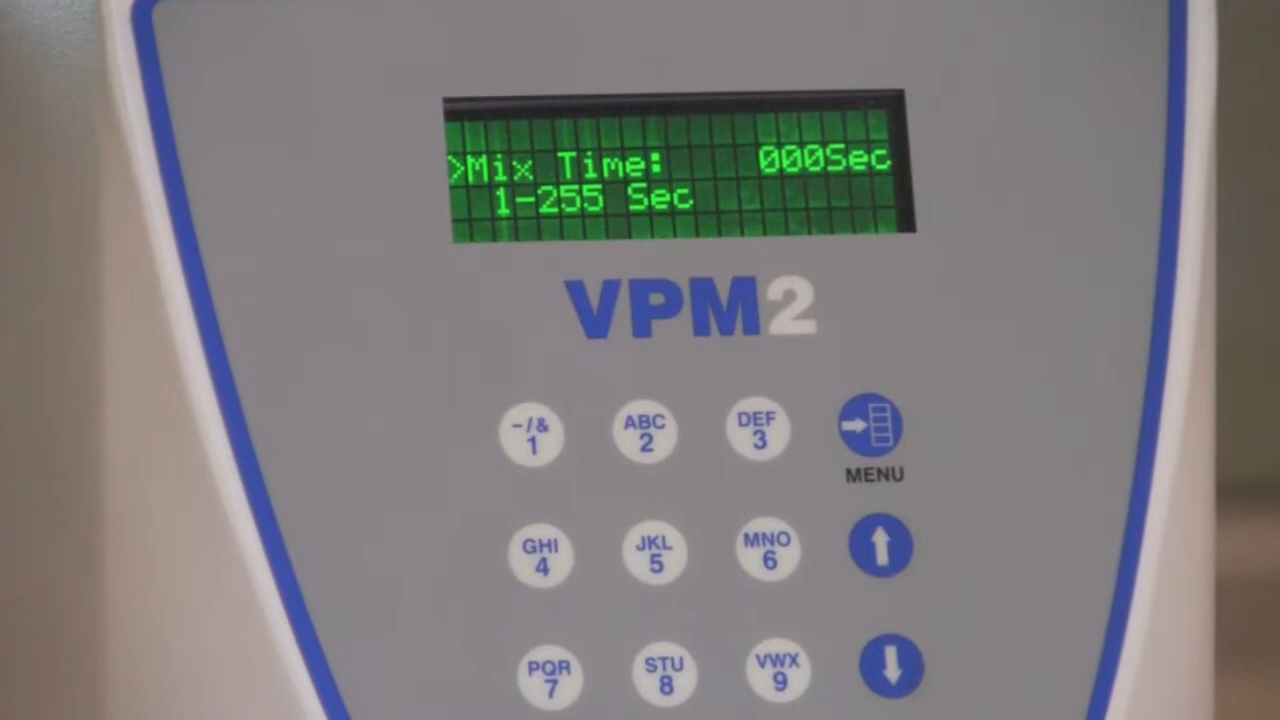 >Mix Time: 000Sec
1-255 Sec
VPM2
-/& ABC DEF
1 2 3
MENU
GHI JKL MNO
4 5 6
PQR STU VWX
7 8 9